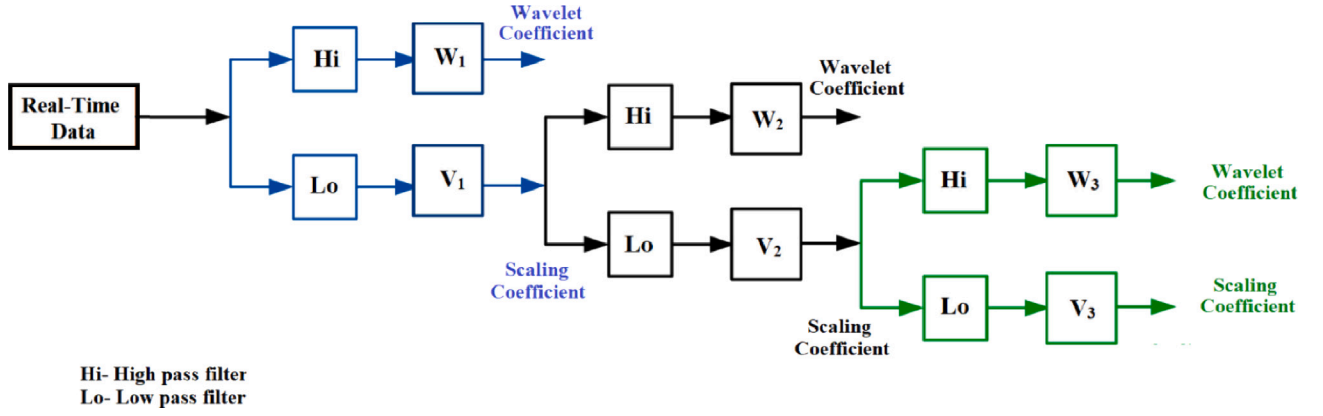 Real-Time
Data
Hi
W₁
Wavelet
Coefficient
Lo
V₁
Scaling
Coefficient
Hi
W₂
Wavelet
Coefficient
Lo
V₂
Scaling
Coefficient
Hi
W₃
Wavelet
Coefficient
Lo
V₃
Scaling
Coefficient
Hi- High pass filter
Lo- Low pass filter